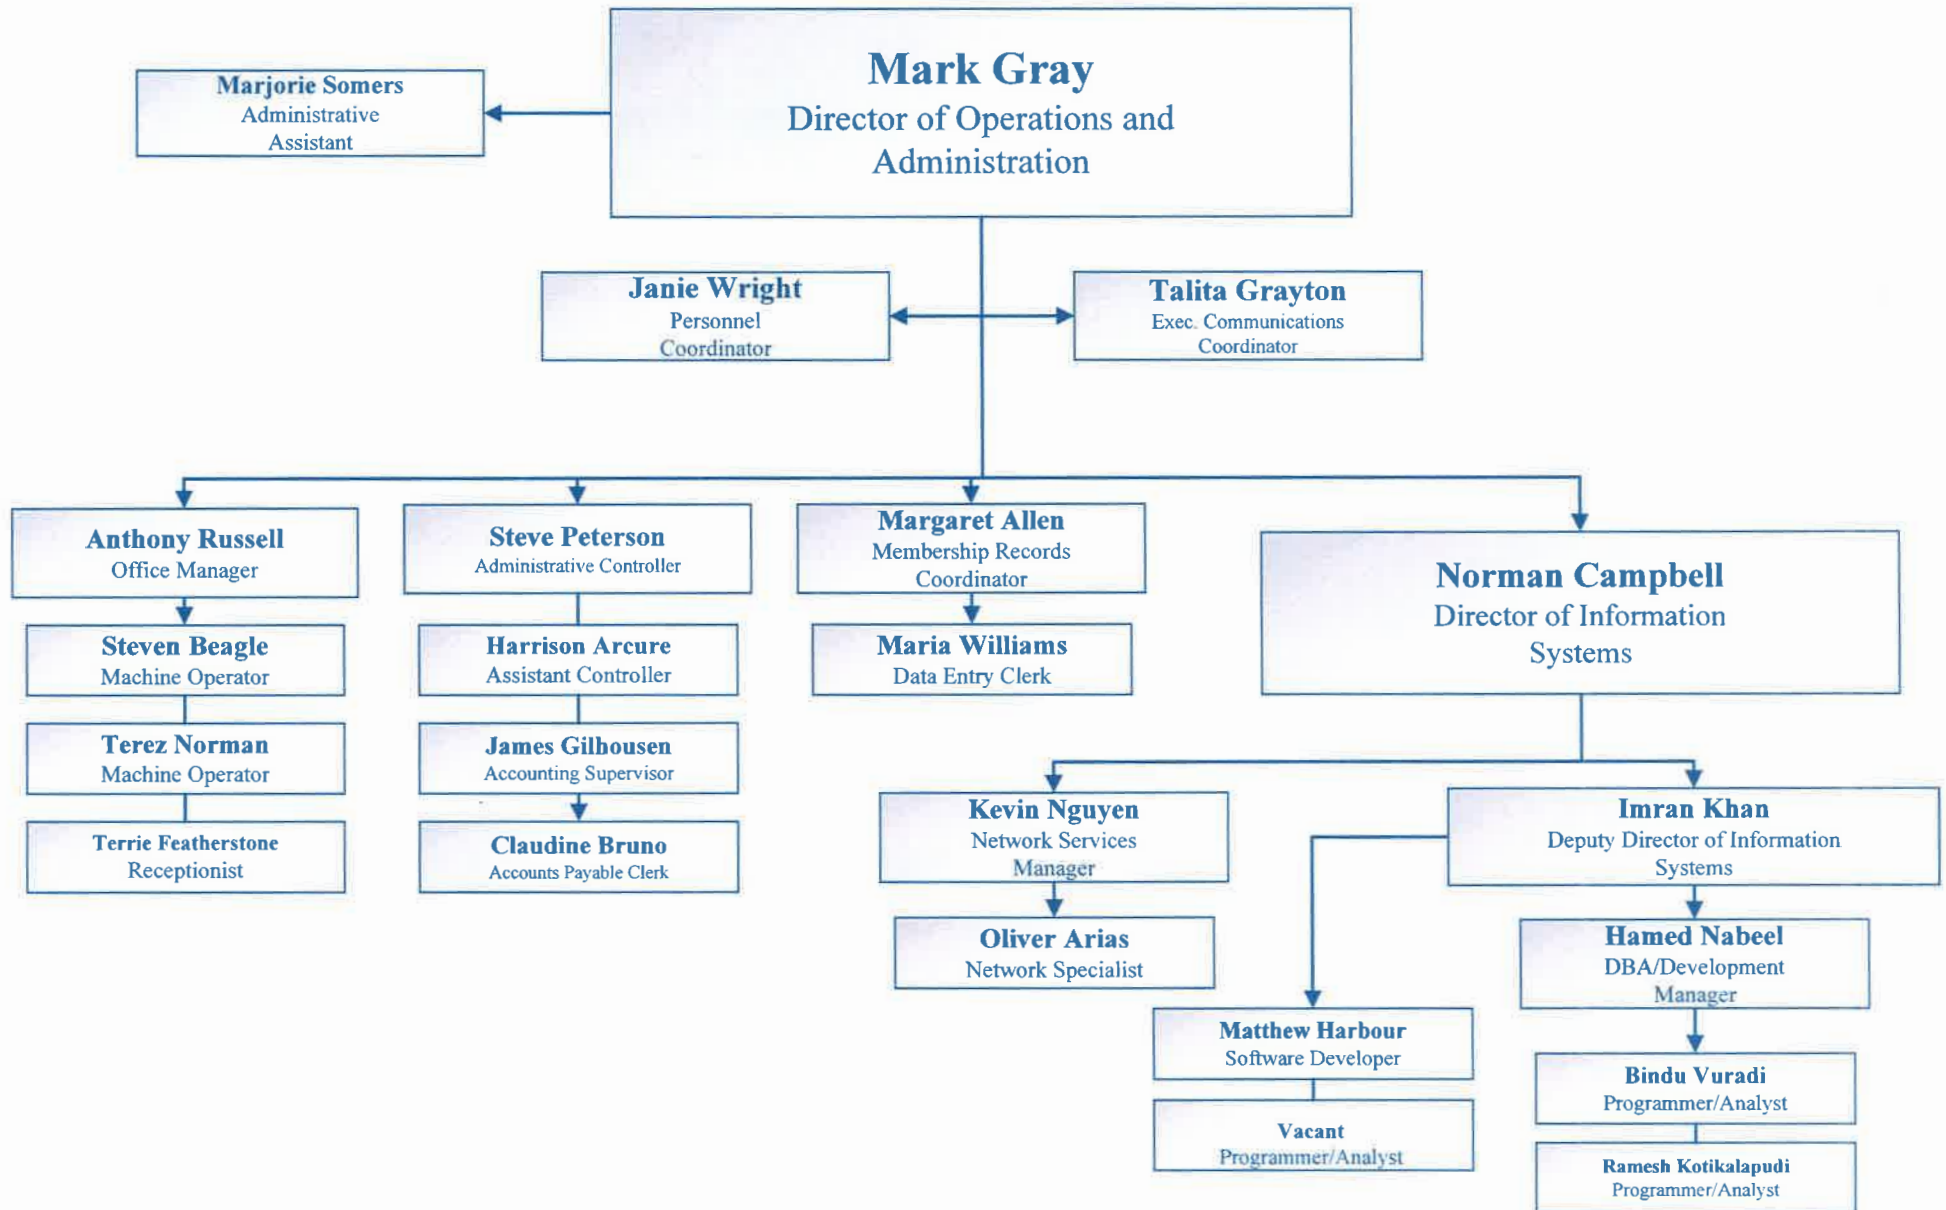 Mark Gray
Director of Operations and
Administration
Marjorie Somers
Administrative
Assistant
Janie Wright
Personnel
Coordinator
Talita Grayton
Exec. Communications
Coordinator
Anthony Russell
Office Manager
Steven Beagle
Machine Operator
Terez Norman
Machine Operator
Terrie Featherstone
Receptionist
Steve Peterson
Administrative Controller
Harrison Arcure
Assistant Controller
James Gilhousen
Accounting Supervisor
Claudine Bruno
Accounts Payable Clerk
Margaret Allen
Membership Records
Coordinator
Maria Williams
Data Entry Clerk
Norman Campbell
Director of Information
Systems
Kevin Nguyen
Network Services
Manager
Oliver Arias
Network Specialist
Imran Khan
Deputy Director of Information
Systems
Matthew Harbour
Software Developer
Vacant
Programmer/Analyst
Hamed Nabeel
DBA/Development
Manager
Bindu Vuradi
Programmer/Analyst
Ramesh Kotikalapudi
Programmer/Analyst